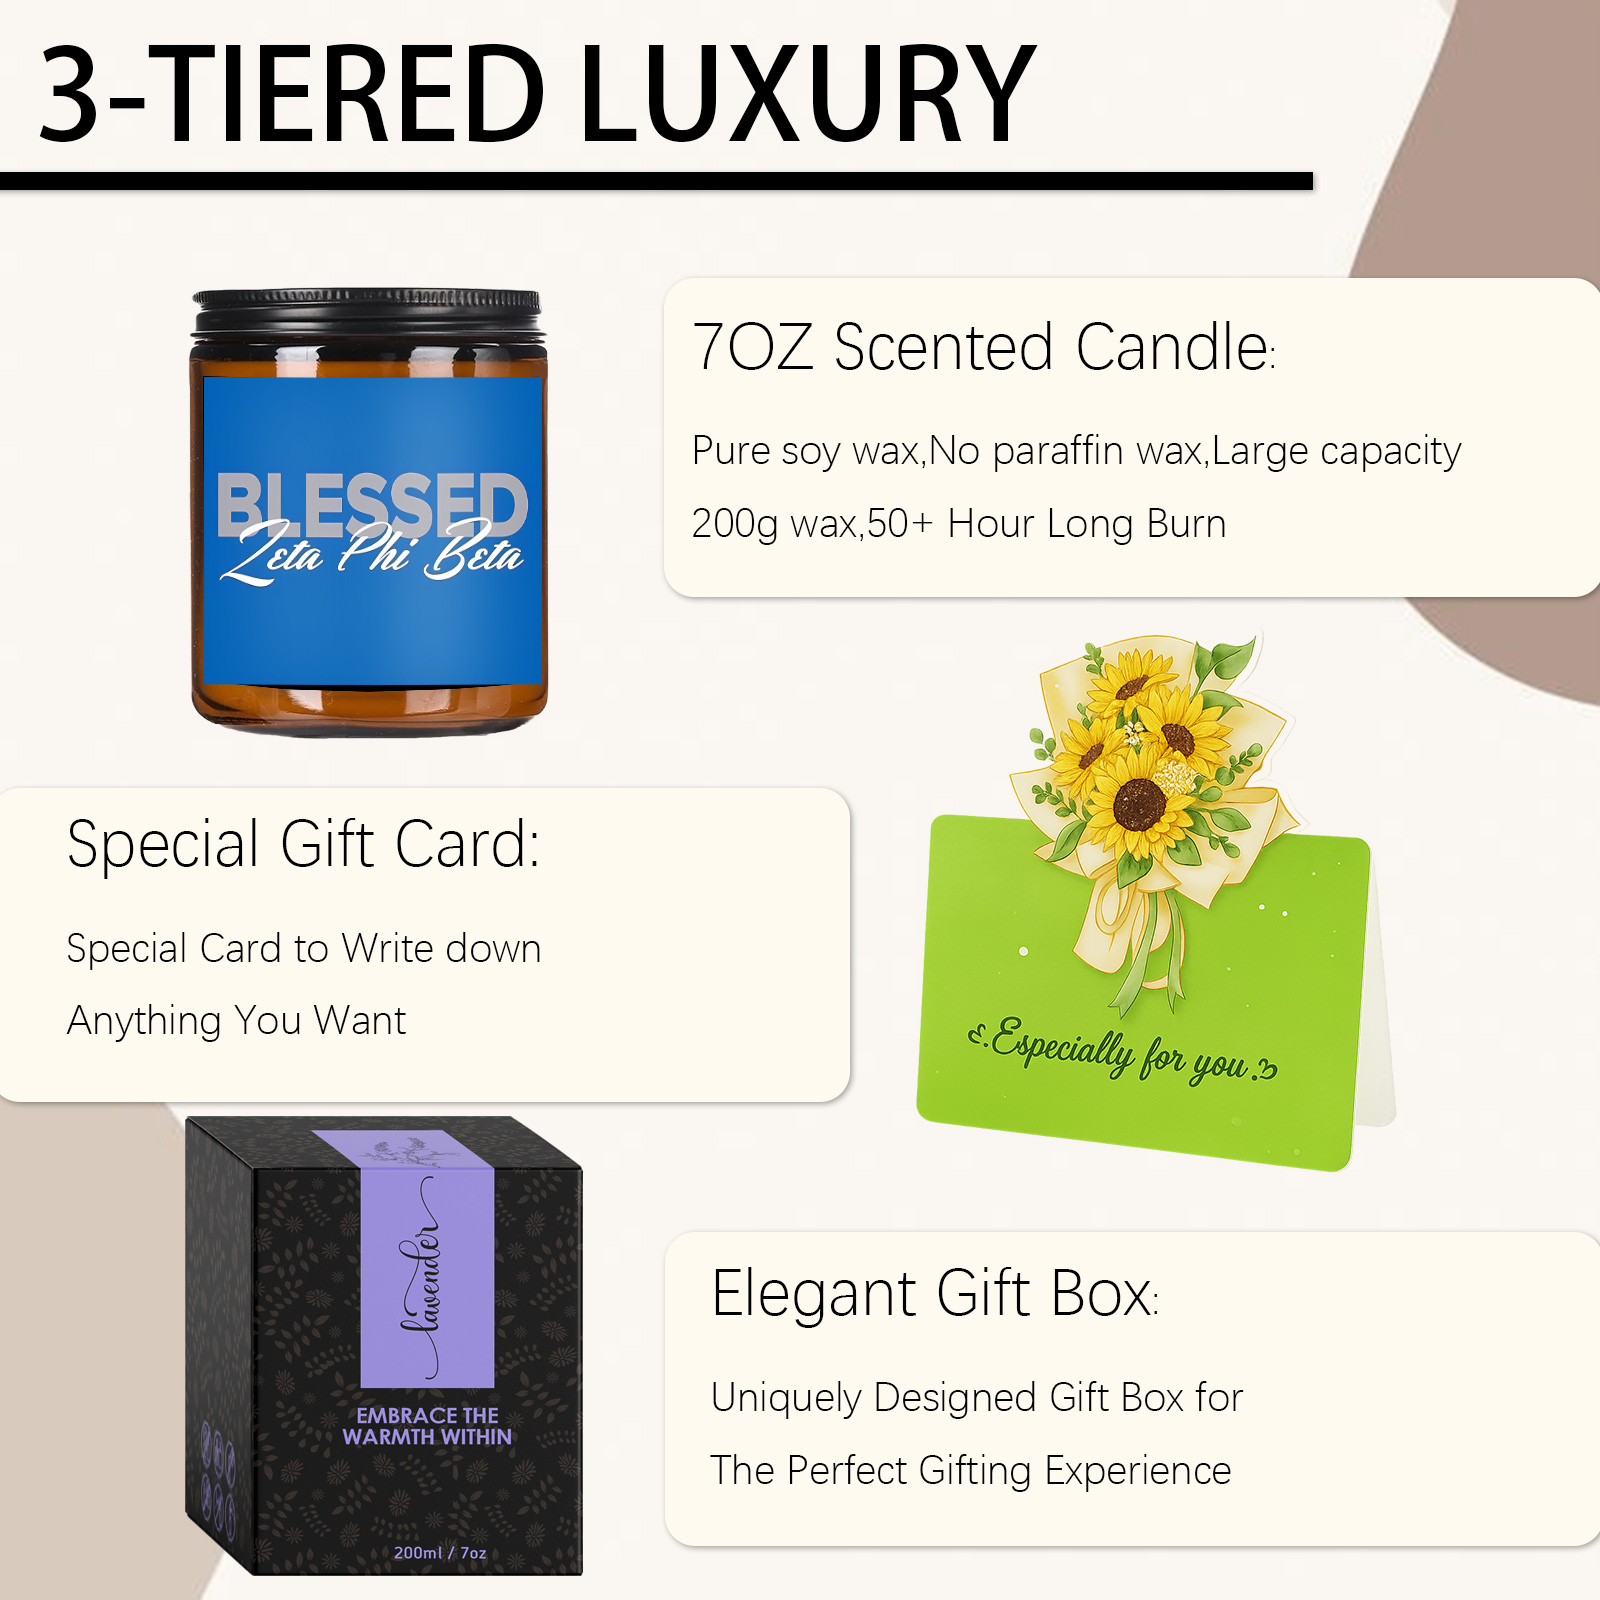 3-TIERED LUXURY
BLESSED
Zeta Phi Beta
7OZ Scented Candle:
Pure soy wax,No paraffin wax,Large capacity
200g wax,50+ Hour Long Burn
Special Gift Card:
Special Card to Write down
Anything You Want
Especially for you
lavender
EMBRACE THE
WARMTH WITHIN
200ml / 7oz
Elegant Gift Box:
Uniquely Designed Gift Box for
The Perfect Gifting Experience